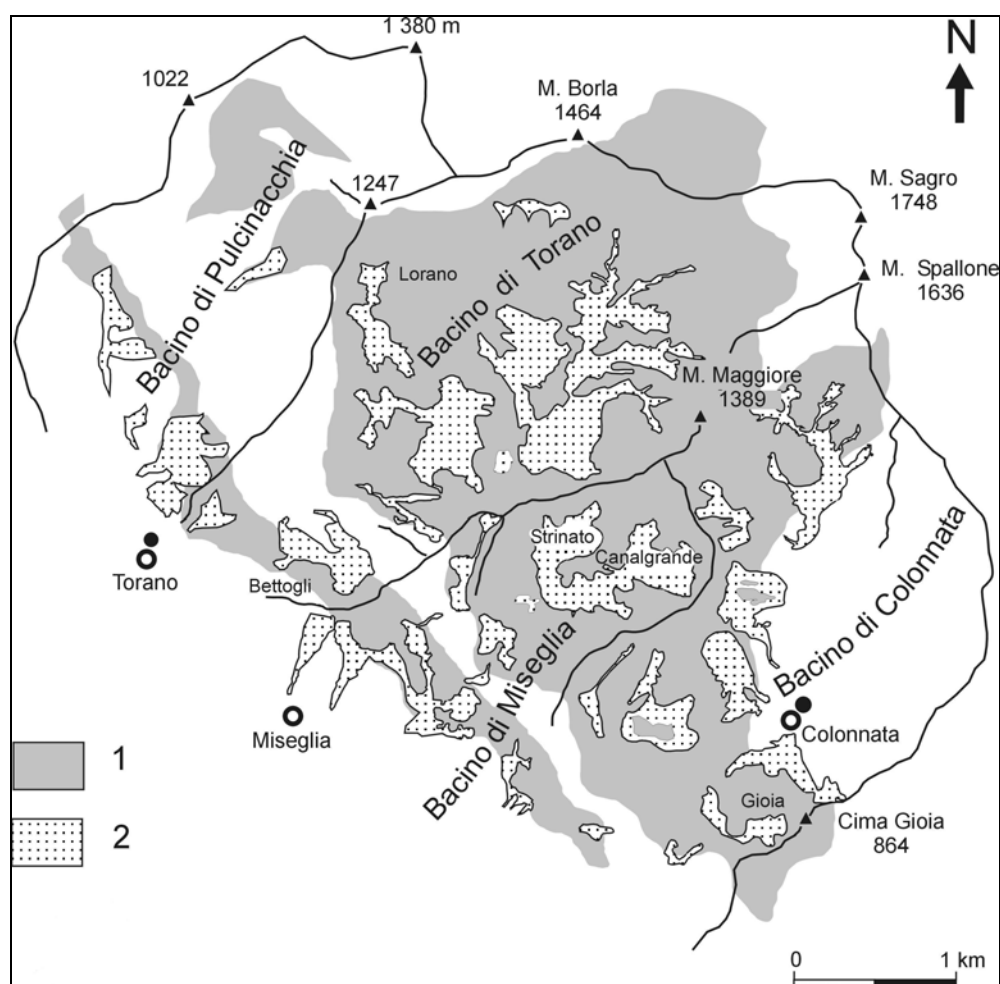 1 380 m
N
1022
M. Borla
1464
1247
M. Sagro
1748
M. Spallone
1636
Bacino di Pulcinacchia
Bacino di Torano
Lorano
M. Maggiore
1389
Strinato
Canalgrande
Torano
Bettogli
Bacino di Colonnata
Bacino di Miseglia
Miseglia
Colonnata
1
2
Gioia
Cima Gioia
864
0
1 km